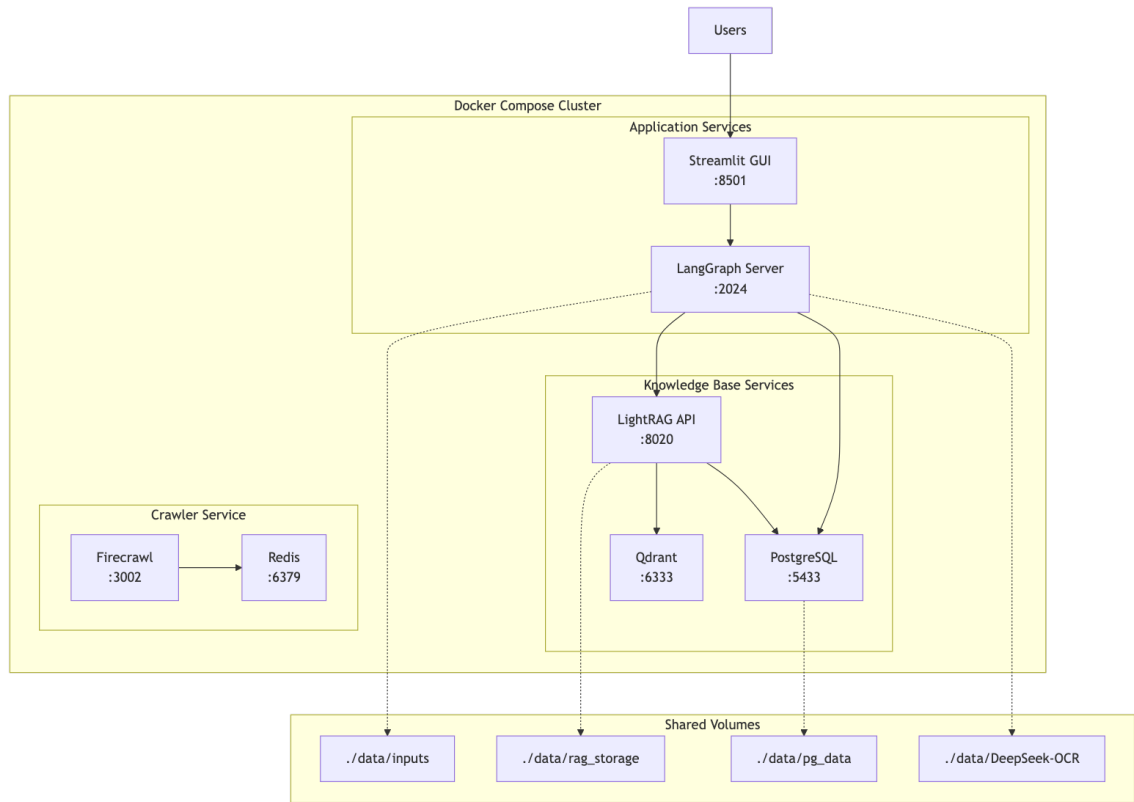 Users
Docker Compose Cluster
Application Services
Streamlit GUI
:8501
LangGraph Server
:2024
Knowledge Base Services
LightRAG API
:8020
Crawler Service
Firecrawl
:3002
Redis
:6379
Qdrant
:6333
PostgreSQL
:5433
Shared Volumes
./data/inputs
./data/rag_storage
./data/pg_data
./data/DeepSeek-OCR